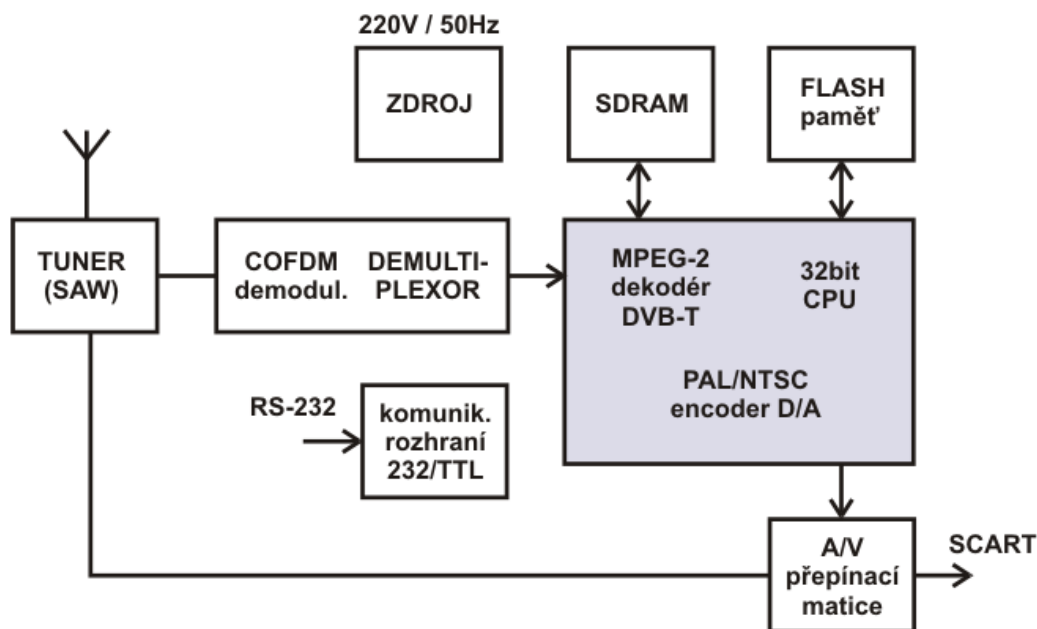 220V / 50Hz
ZDROJ
SDRAM
FLASH
paměť
TUNER
(SAW)
COFDM
demodul.
DEMULTI-
PLEXOR
MPEG-2
dekodér
DVB-T
32bit
CPU
PAL/NTSC
encoder D/A
RS-232
komunik.
rozhraní
232/TTL
A/V
přepínací
matice
SCART